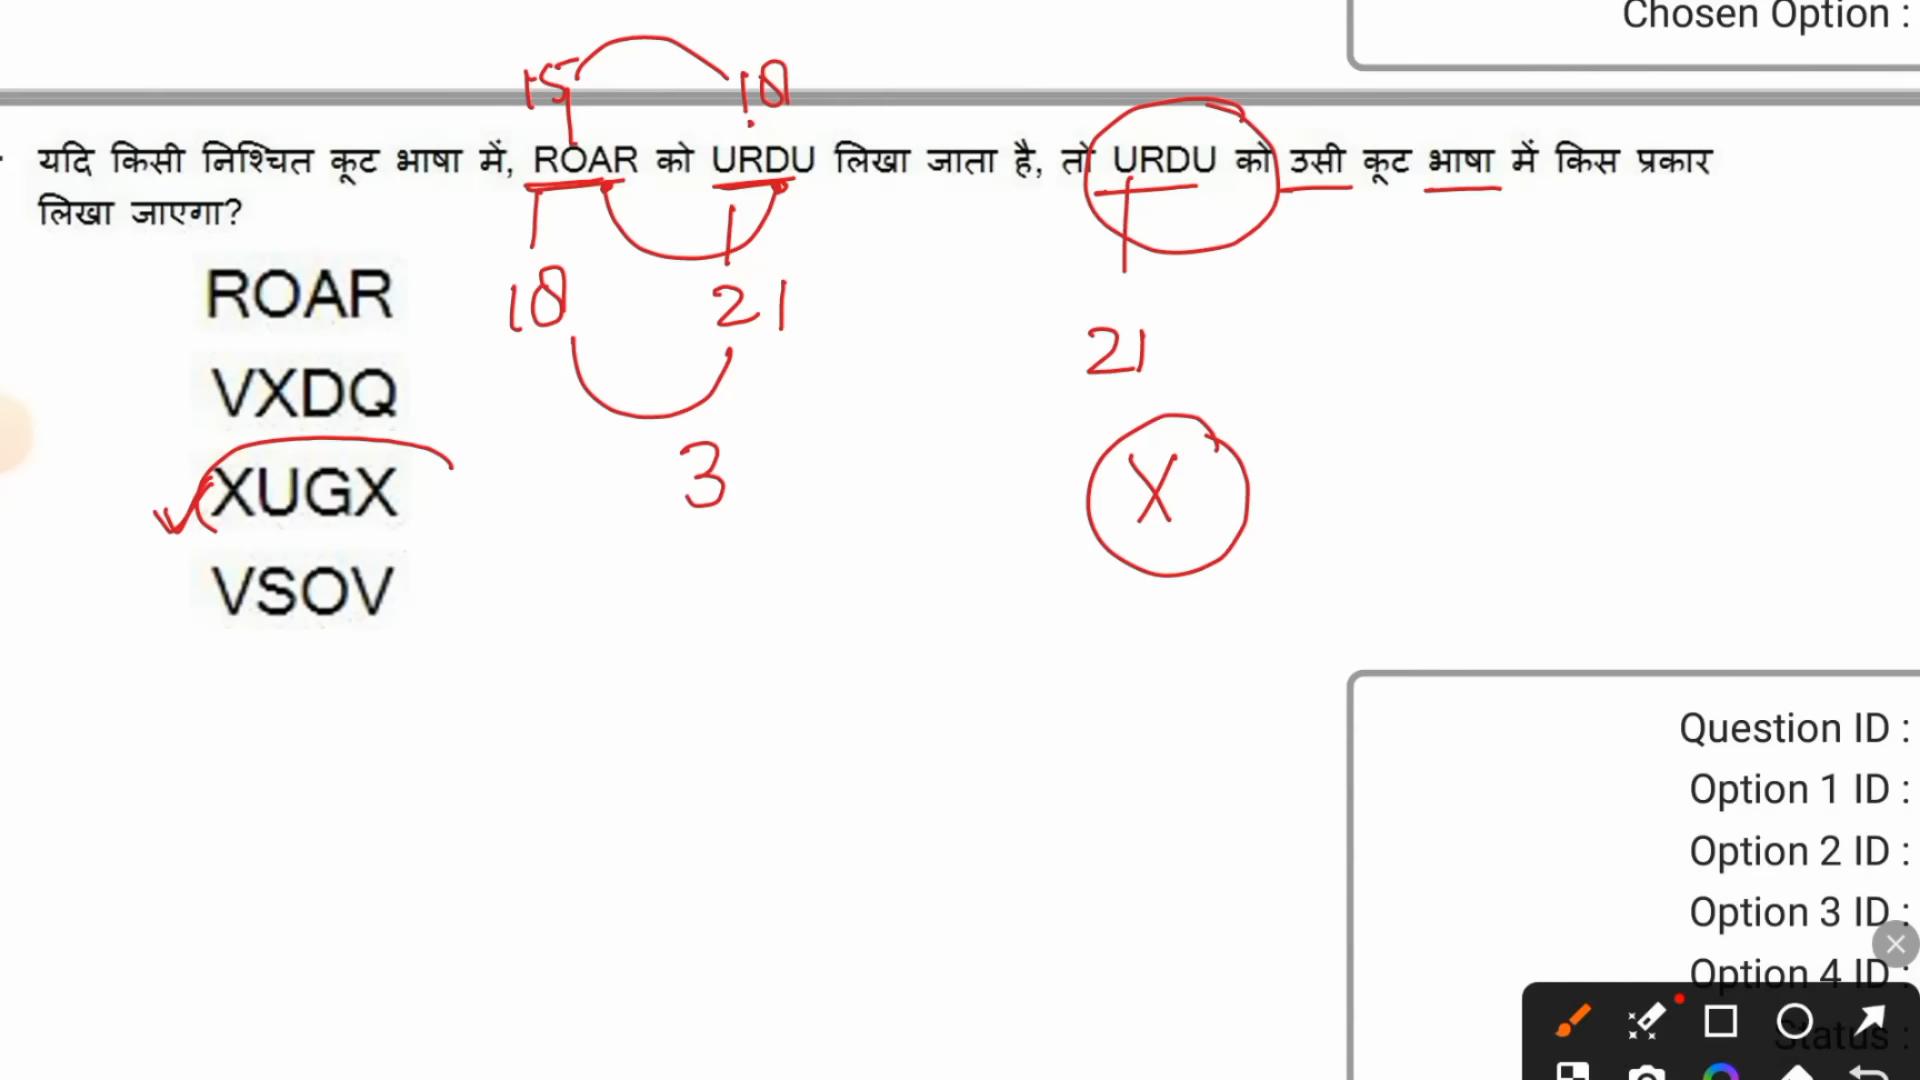 Chosen Option :
15 18
यदि किसी निश्चित कूट भाषा में, ROAR को URDU लिखा जाता है, तो URDU को उसी कूट भाषा में किस प्रकार
लिखा जाएगा?
ROAR
18 21
21
VXDQ
XUGX
3
X
VSOV
Question ID :
Option 1 ID :
Option 2 ID :
Option 3 ID :
Option 4 ID :
Status :